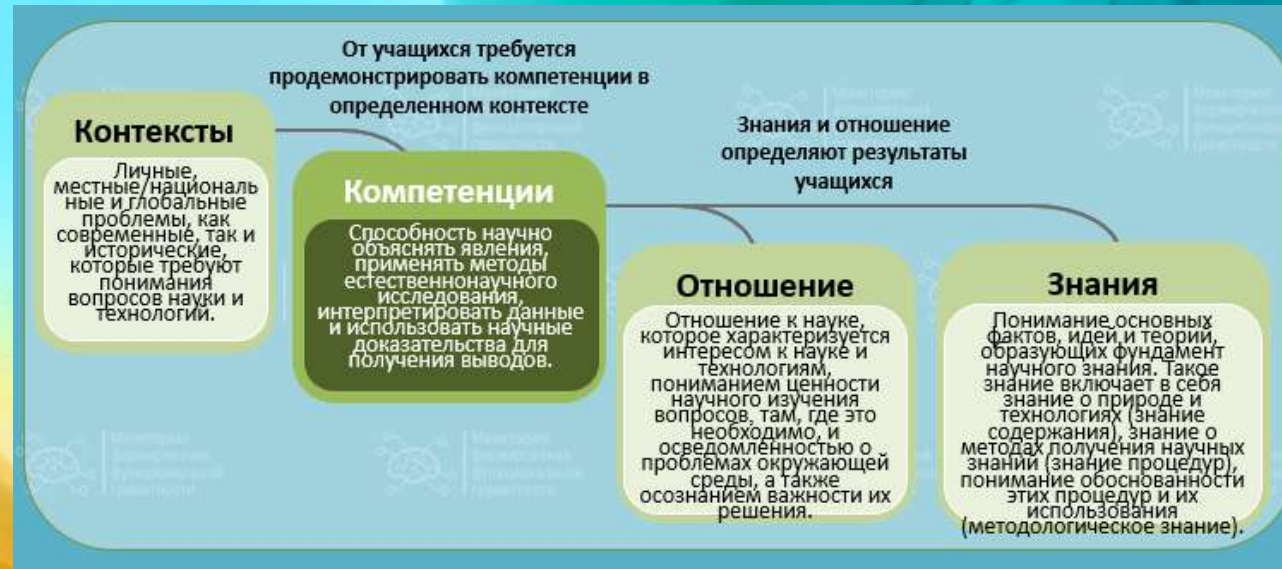 От учащихся требуется
продемонстрировать компетенции в
определенном контексте
Контексты
Личные,
местные/националь
ные и глобальные
проблемы, как
современные, так и
исторические,
которые требуют
понимания
вопросов науки и
технологий.
Компетенции
Способность научно
объяснять явления,
применять методы
естественнонаучного
исследования,
интерпретировать данные
и использовать научные
доказательства для
получения выводов.
Знания и отношение
определяют результаты
учащихся
Отношение
Отношение к науке,
которое характеризуется
интересом к науке и
технологиям,
пониманием ценности
научного изучения
вопросов, там, где это
необходимо, и
осведомленностью о
проблемах окружающей
среды, а также
осознанием важности их
решения.
Знания
Понимание основных
фактов, идей и теорий,
образующих фундамент
научного знания. Такое
знание включает в себя
знание о природе и
технологиях (знание
содержания), знание о
методах получения научных
знаний (знание процедур),
понимание обоснованности
этих процедур и их
использования
(методологическое знание).